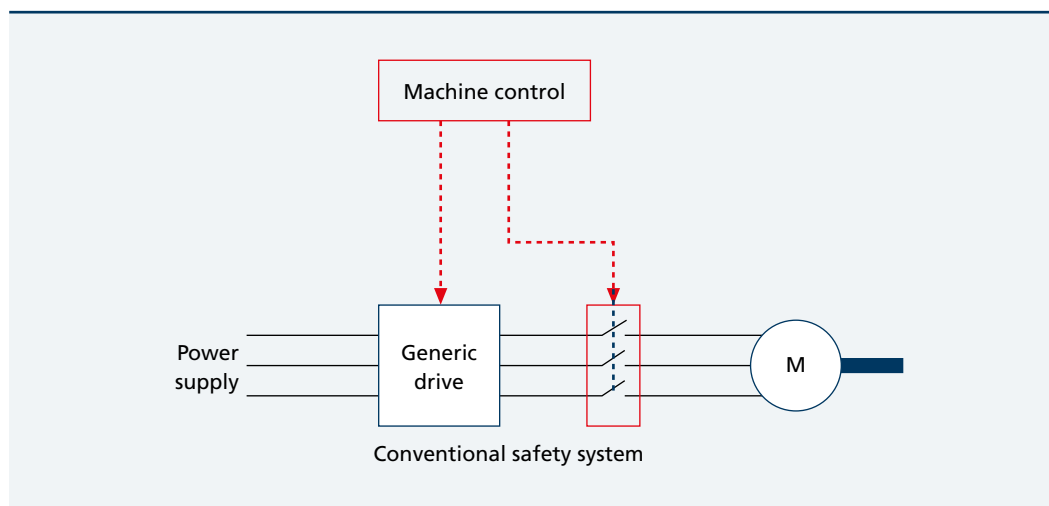 Machine control
Power
supply
Generic
drive
M
Conventional safety system